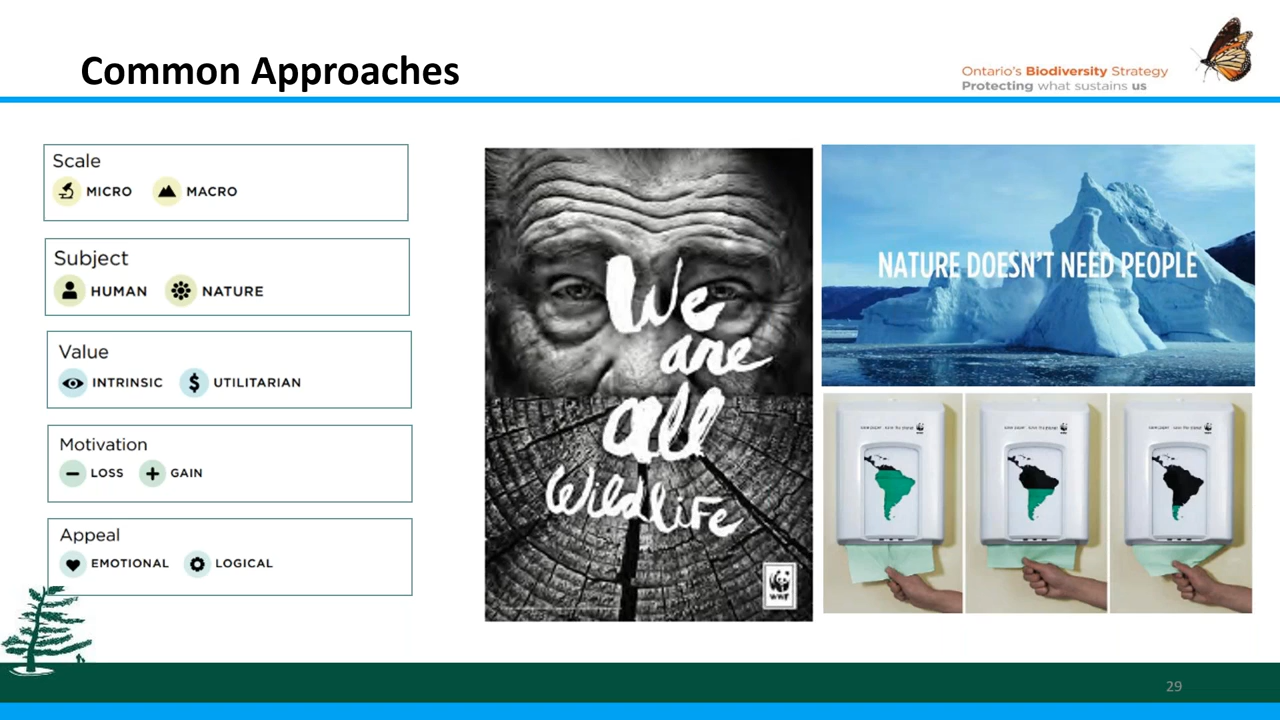 Common Approaches
Ontario's Biodiversity Strategy
Protecting what sustains us
Scale
MICRO MACRO
Subject
HUMAN NATURE
Value
INTRINSIC UTILITARIAN
Motivation
LOSS GAIN
Appeal
EMOTIONAL LOGICAL
We
are
all
Wildlife
WWF
NATURE DOESN'T NEED PEOPLE
29